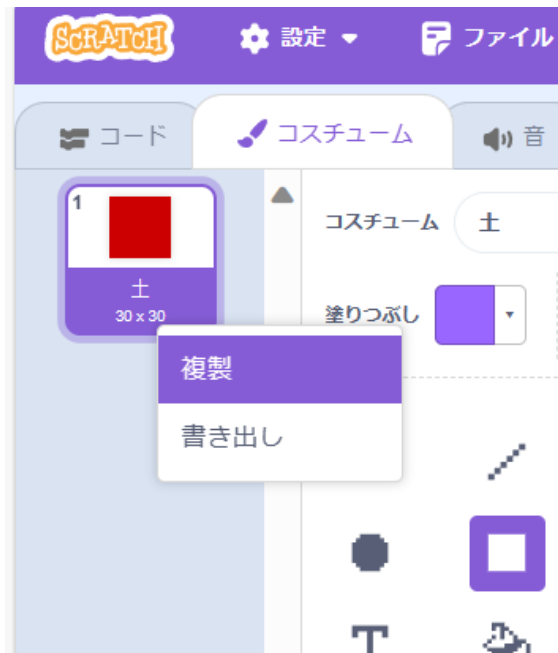 SCRATCH 設定 ファイル
コード コスチューム 音
1
土
30 x 30
コスチューム 土
塗りつぶし
複製
書き出し
T